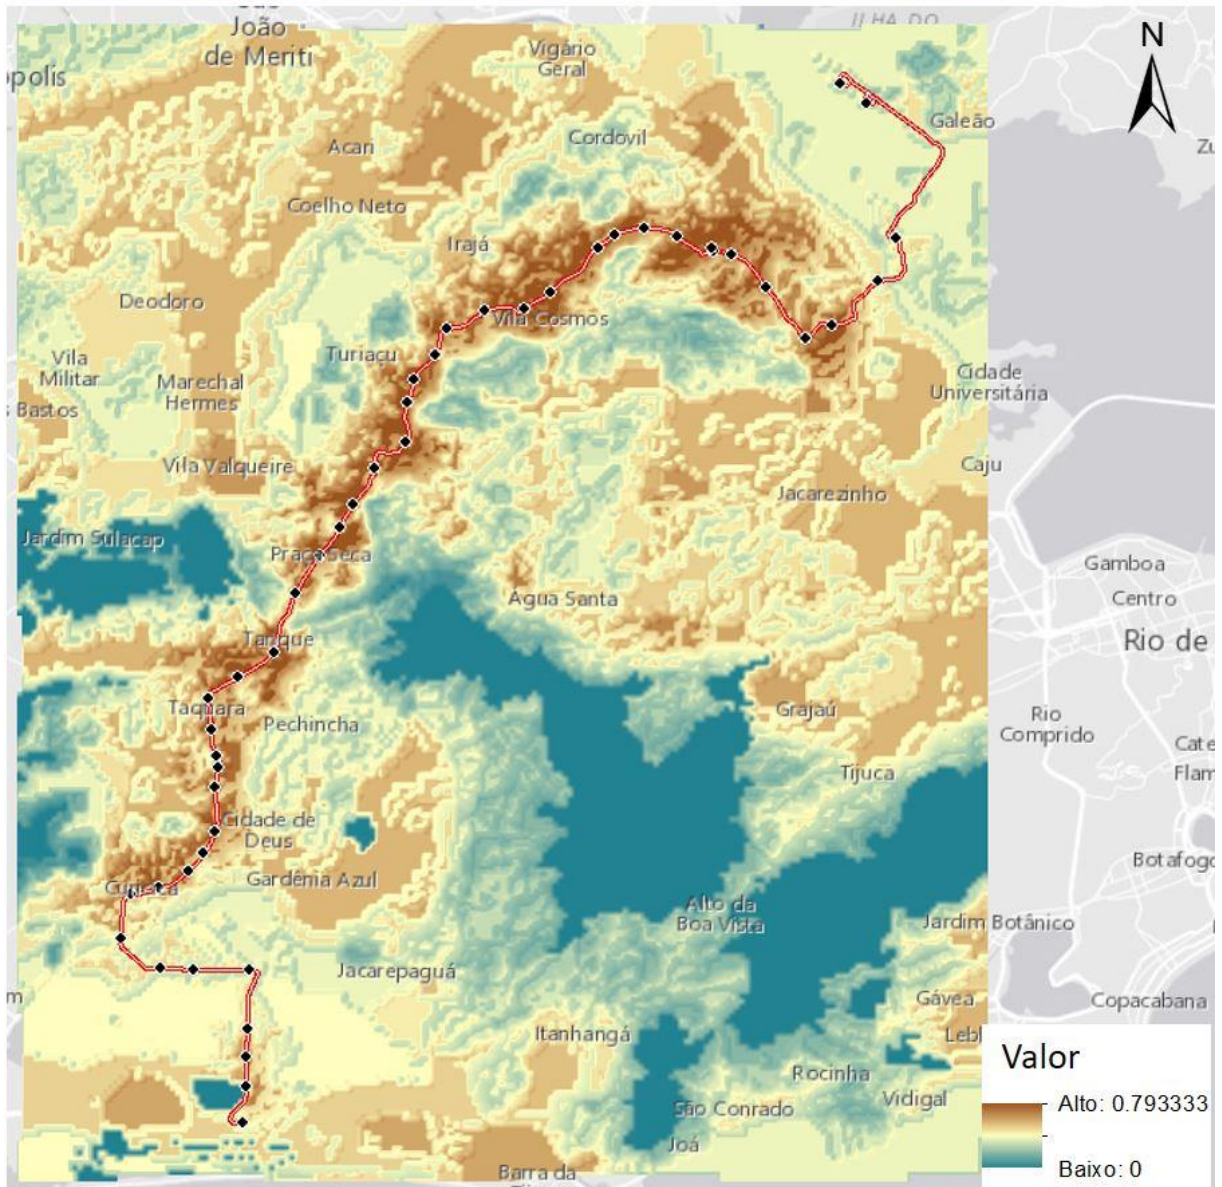 São João
de Meriti
Vigário
Geral
ILHA DO
N
Galeão
Cordovil
Acari
Coelho Neto
Irajá
Deodoro
Vila Cosmos
Turiaçu
Vila
Militar
Marechal
Hermes
Bastos
Cidade
Universitária
Vila Valqueire
Caju
Jacarezinho
Jardim Sulacap
Praça Seca
Gamboa
Centro
Água Santa
Rio de
Tanque
Taquara
Pechincha
Grajaú
Rio
Comprido
Tijuca
Cidade de
Deus
Botafogo
Curicica
Gardênia Azul
Alto da
Boa Vista
Jardim Botânico
Jacarepaguá
Gávea
Copacabana
Itanhangá
Lebl
Valor
Rocinha
Vidigal
Alto: 0.793333
São Conrado
Joá
Baixo: 0
Barra da